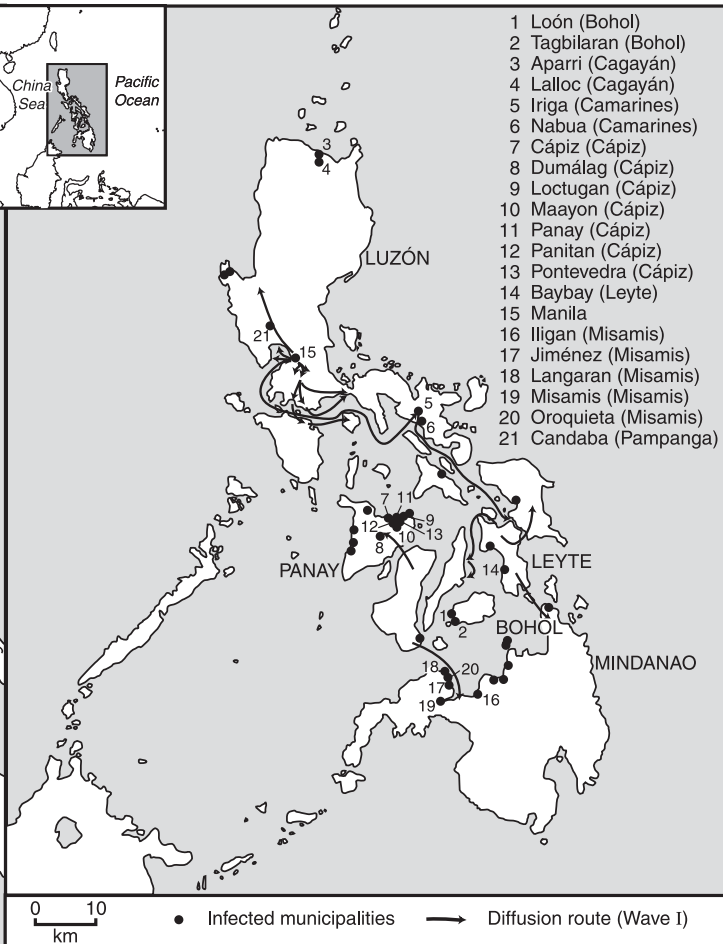 China
Sea
Pacific
Ocean
1 Loón (Bohol)
2 Tagbilaran (Bohol)
3 Aparri (Cagayán)
4 Lalloc (Cagayán)
5 Iriga (Camarines)
6 Nabua (Camarines)
7 Cápiz (Cápiz)
8 Dumálag (Cápiz)
9 Loctugan (Cápiz)
10 Maayon (Cápiz)
11 Panay (Cápiz)
12 Panitan (Cápiz)
13 Pontevedra (Cápiz)
14 Baybay (Leyte)
15 Manila
16 Iligan (Misamis)
17 Jiménez (Misamis)
18 Langaran (Misamis)
19 Misamis (Misamis)
20 Oroquieta (Misamis)
21 Candaba (Pampanga)
3
4
LUZÓN
21
15
5
6
7 11
12 9
10 13
8
PANAY
LEYTE
14
1
2
BOHOL
MINDANAO
18 20
17
19 16
0 10
km
Infected municipalities
Diffusion route (Wave I)